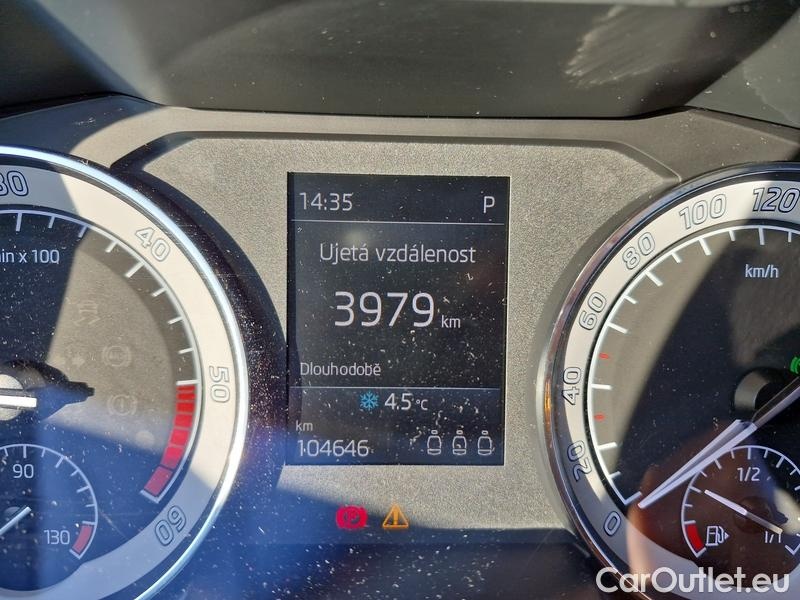 14:35 P
Ujetá vzdálenost
3979 km
Dlouhodobě
4.5 °C
km
104646
30
40
50
60
min x 100
90
130
0
20
40
60
80
100
120
km/h
1/2
1/1
P
CarOutlet.eu